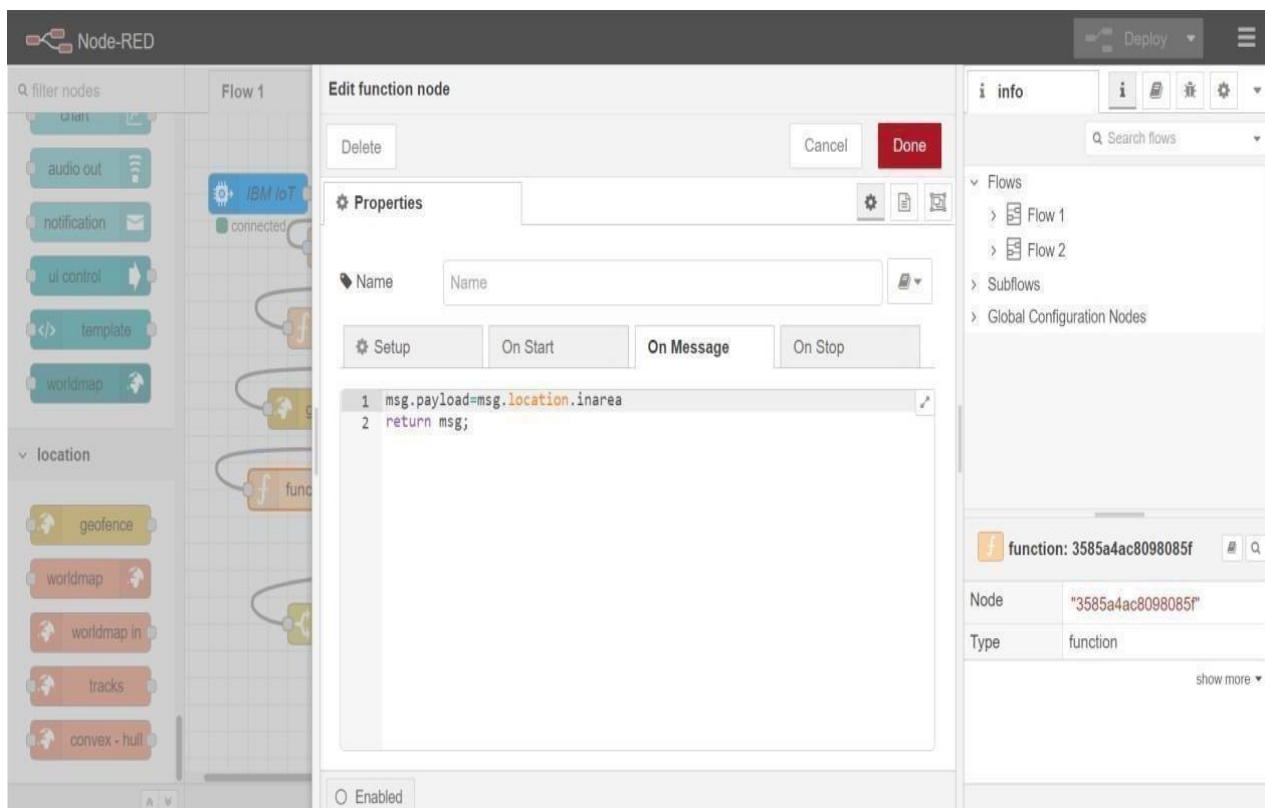 Node-RED
Deploy
filter nodes
chart
audio out
notification
ui control
template
worldmap
location
geofence
worldmap
worldmap in
tracks
convex - hull
Flow 1
IBM IoT
connected
g
func
Edit function node
Delete
Cancel
Done
Properties
Name
Name
Setup
On Start
On Message
On Stop
1 msg.payload=msg.location.inarea
2 return msg;
Enabled
i info
i
Search flows
Flows
Flow 1
Flow 2
Subflows
Global Configuration Nodes
function: 3585a4ac8098085f
Node "3585a4ac8098085f"
Type function
show more